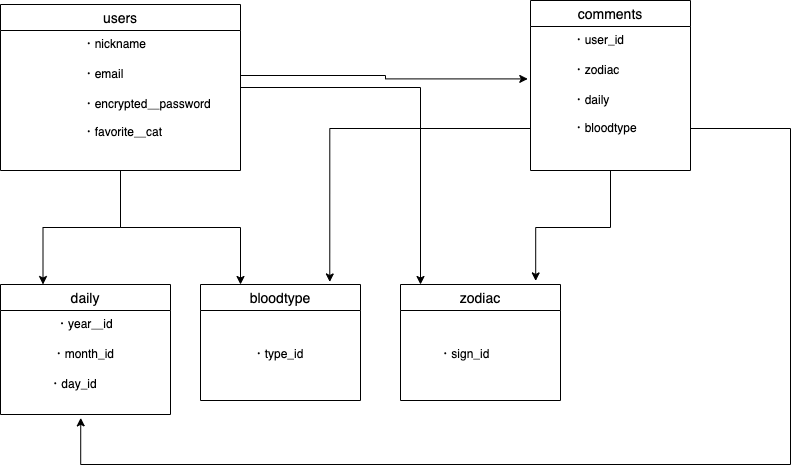 users
・nickname
・email
・encrypted__password
・favorite__cat
comments
・user_id
・zodiac
・daily
・bloodtype
daily
・year__id
・month_id
・day_id
bloodtype
・type_id
zodiac
・sign_id